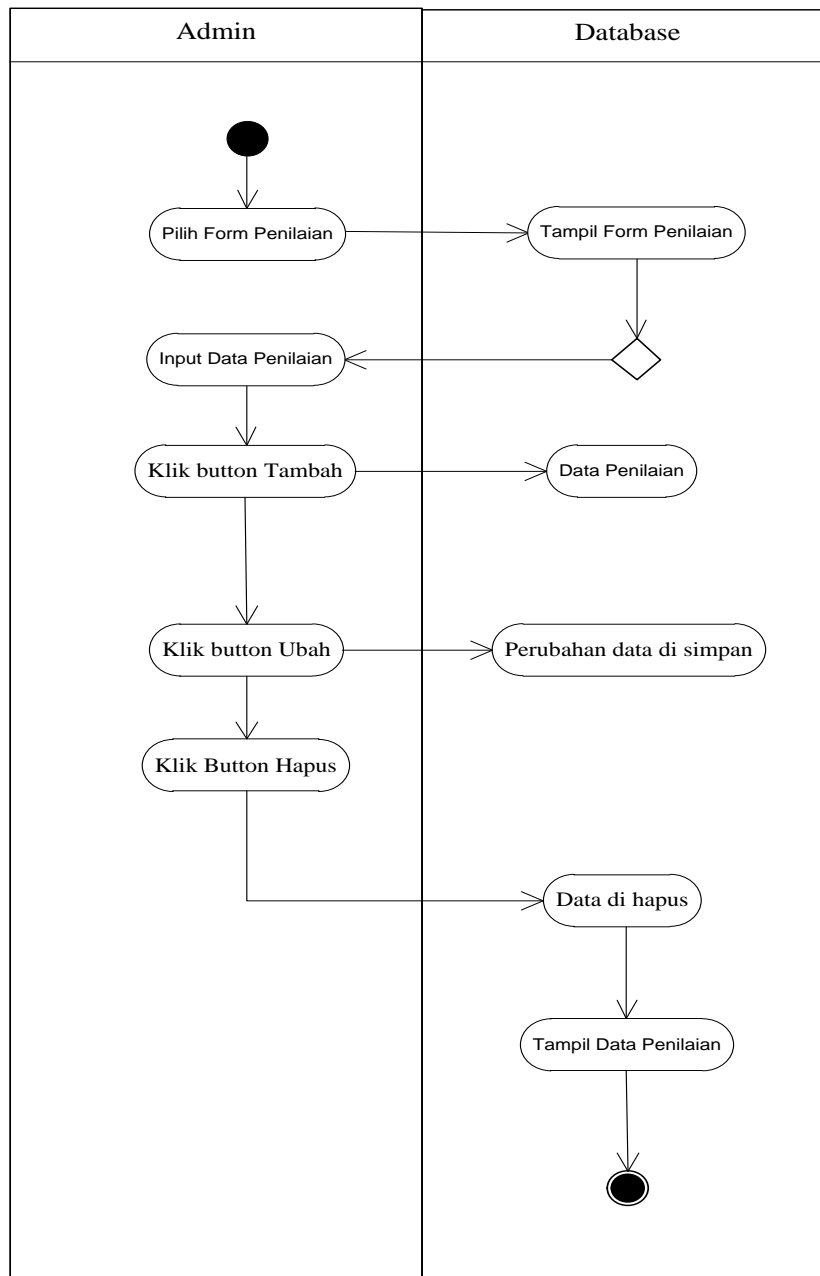 Admin
Database
Pilih Form Penilaian
Tampil Form Penilaian
Input Data Penilaian
Klik button Tambah
Data Penilaian
Klik button Ubah
Perubahan data di simpan
Klik Button Hapus
Data di hapus
Tampil Data Penilaian